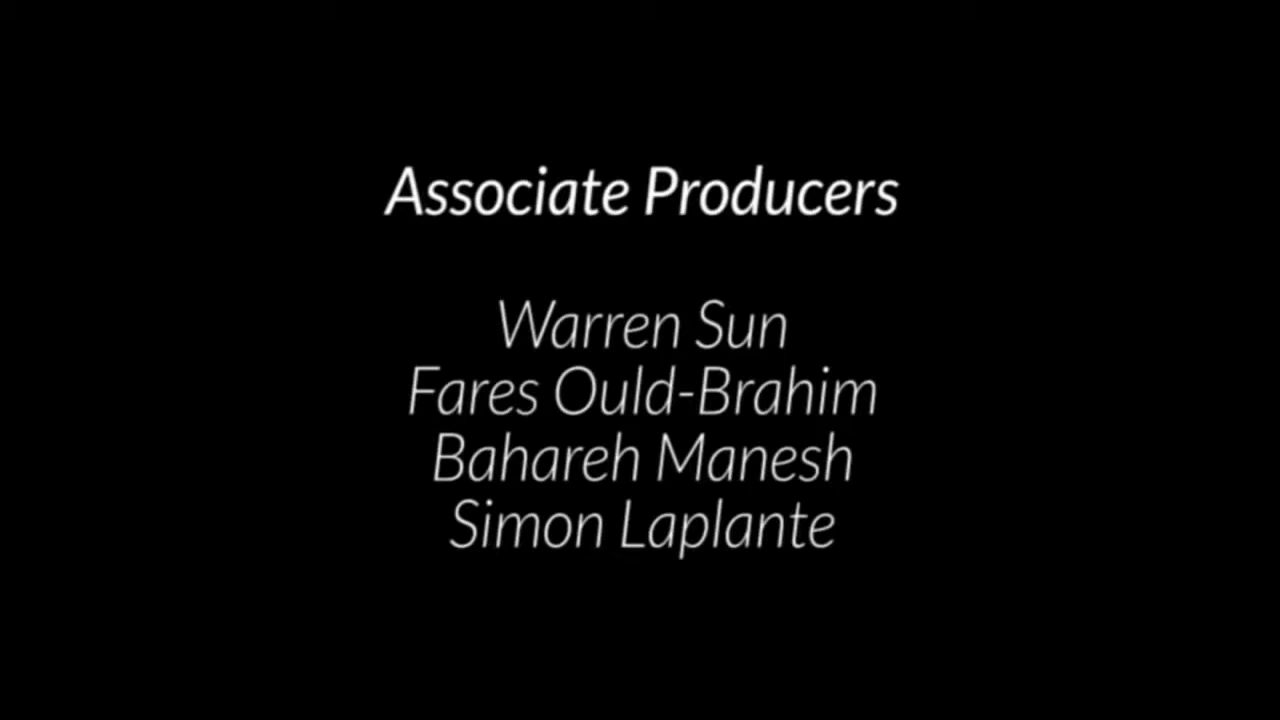 Associate Producers
Warren Sun
Fares Ould-Brahim
Bahareh Manesh
Simon Laplante